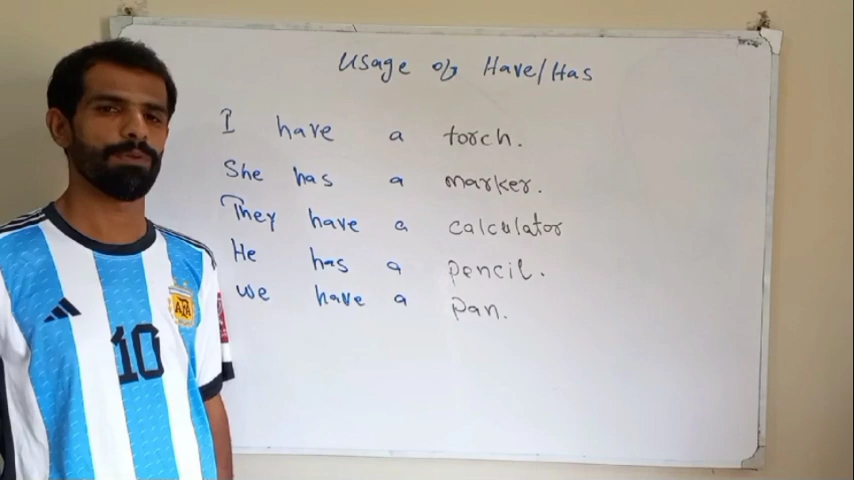 Usage of Have/Has
I have a torch.
She has a marker.
They have a calculator
He has a pencil.
we have a pan.
AFA
10